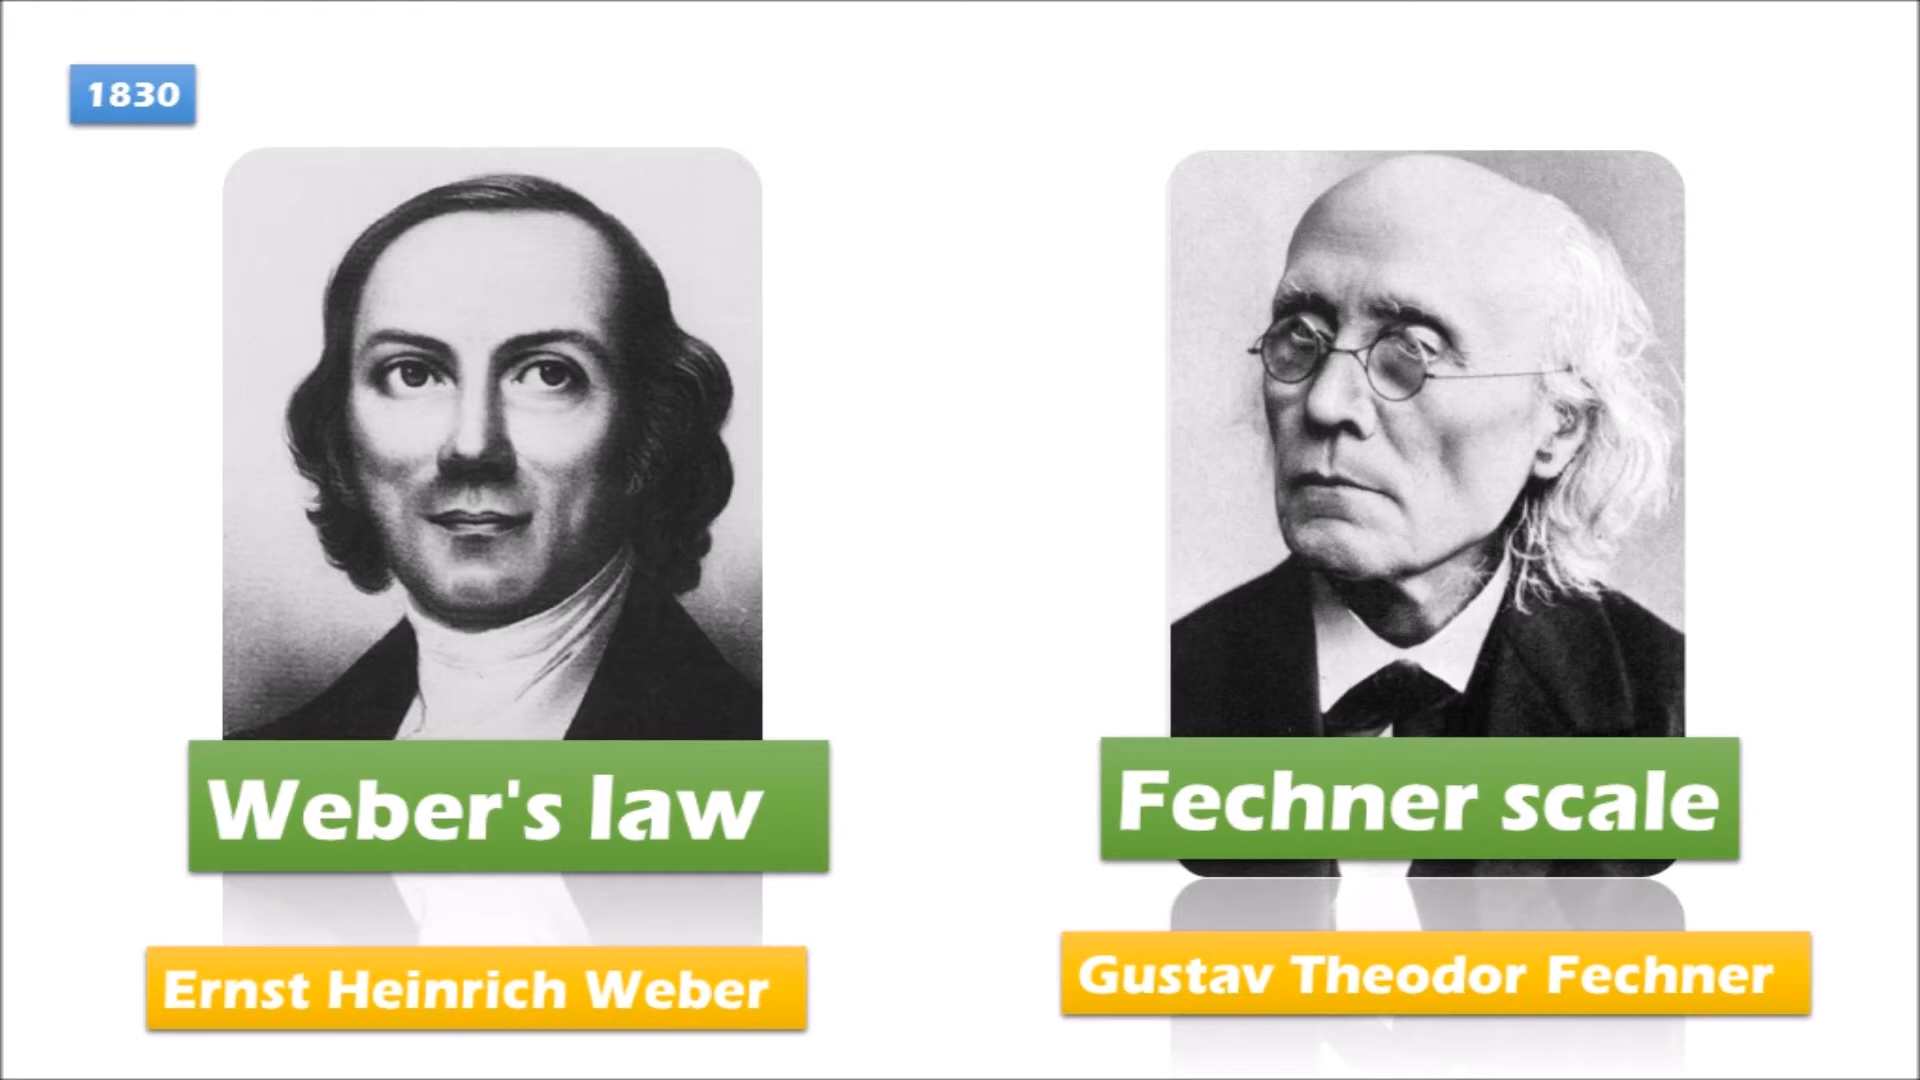 1830
Weber's law
Fechner scale
Ernst Heinrich Weber
Gustav Theodor Fechner